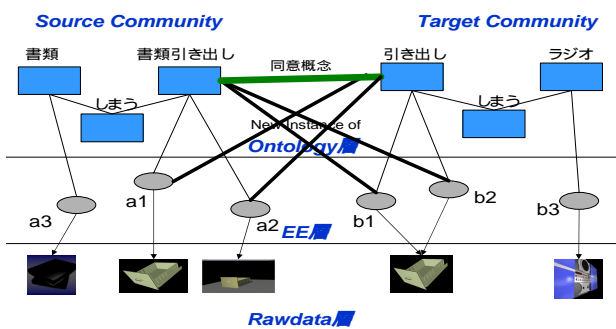 Source Community
Target Community
書類
書類引き出し
同意概念
引き出し
ラジオ
しまう
しまう
New Instance of
Ontology層
a3
a1
a2
b1
b2
b3
EE層
Rawdata層